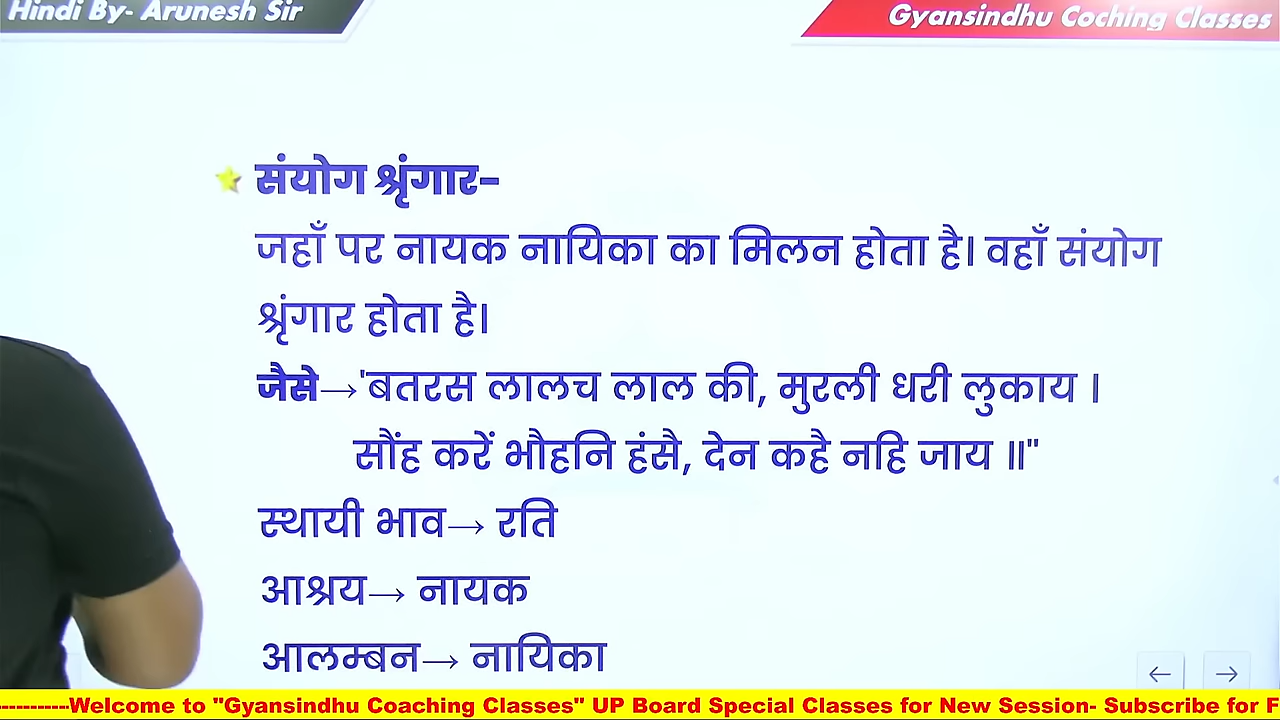 Hindi By- Arunesh Sir
Gyansindhu Coching Classes
संयोग श्रृंगार-
जहाँ पर नायक नायिका का मिलन होता है। वहाँ संयोग
श्रृंगार होता है।
जैसे→'बतरस लालच लाल की, मुरली धरी लुकाय ।
सौंह करें भौहनि हंसै, देन कहै नहि जाय ॥"
स्थायी भाव→ रति
आश्रय→ नायक
आलम्बन→ नायिका
----------Welcome to "Gyansindhu Coaching Classes" UP Board Special Classes for New Session- Subscribe for F